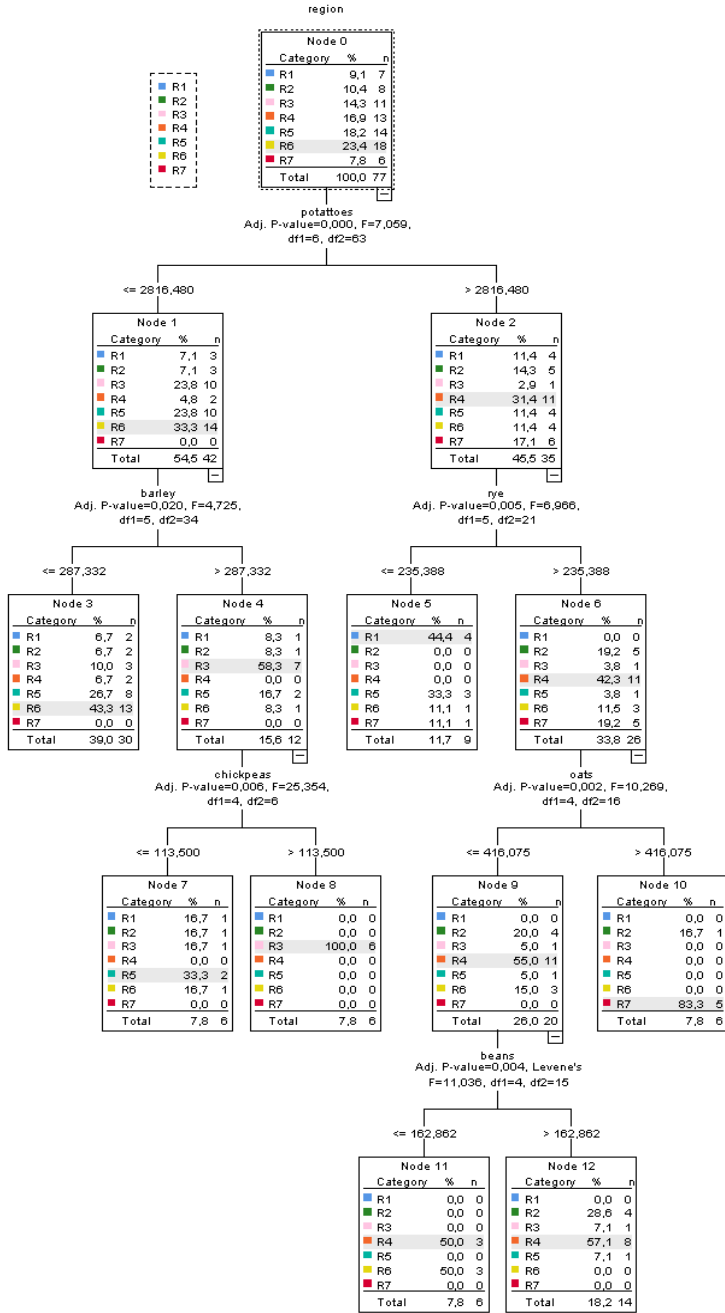 region
Node 0
Category % n
R1 9,1 7
R2 10,4 8
R3 14,3 11
R4 16,9 13
R5 18,2 14
R6 23,4 18
R7 7,8 6
Total 100,0 77
R1
R2
R3
R4
R5
R6
R7
potattoes
Adj. P-value=0,000, F=7,059,
df1=6, df2=63
<= 2816,480
> 2816,480
Node 1
Category % n
R1 7,1 3
R2 7,1 3
R3 23,8 10
R4 4,8 2
R5 23,8 10
R6 33,3 14
R7 0,0 0
Total 54,5 42
Node 2
Category % n
R1 11,4 4
R2 14,3 5
R3 2,9 1
R4 31,4 11
R5 11,4 4
R6 11,4 4
R7 17,1 6
Total 45,5 35
barley
Adj. P-value=0,020, F=4,725,
df1=5, df2=34
rye
Adj. P-value=0,005, F=6,966,
df1=5, df2=21
<= 287,332
> 287,332
<= 235,388
> 235,388
Node 3
Category % n
R1 6,7 2
R2 6,7 2
R3 10,0 3
R4 6,7 2
R5 26,7 8
R6 43,3 13
R7 0,0 0
Total 39,0 30
Node 4
Category % n
R1 8,3 1
R2 8,3 1
R3 58,3 7
R4 0,0 0
R5 16,7 2
R6 8,3 1
R7 0,0 0
Total 15,6 12
Node 5
Category % n
R1 44,4 4
R2 0,0 0
R3 0,0 0
R4 0,0 0
R5 33,3 3
R6 11,1 1
R7 11,1 1
Total 11,7 9
Node 6
Category % n
R1 0,0 0
R2 19,2 5
R3 3,8 1
R4 42,3 11
R5 3,8 1
R6 11,5 3
R7 19,2 5
Total 33,8 26
chickpeas
Adj. P-value=0,006, F=25,354,
df1=4, df2=6
oats
Adj. P-value=0,002, F=10,269,
df1=4, df2=16
<= 113,500
> 113,500
<= 416,075
> 416,075
Node 7
Category % n
R1 16,7 1
R2 16,7 1
R3 16,7 1
R4 0,0 0
R5 33,3 2
R6 16,7 1
R7 0,0 0
Total 7,8 6
Node 8
Category % n
R1 0,0 0
R2 0,0 0
R3 100,0 6
R4 0,0 0
R5 0,0 0
R6 0,0 0
R7 0,0 0
Total 7,8 6
Node 9
Category % n
R1 0,0 0
R2 20,0 4
R3 5,0 1
R4 55,0 11
R5 5,0 1
R6 15,0 3
R7 0,0 0
Total 26,0 20
Node 10
Category % n
R1 0,0 0
R2 16,7 1
R3 0,0 0
R4 0,0 0
R5 0,0 0
R6 0,0 0
R7 83,3 5
Total 7,8 6
beans
Adj. P-value=0,004, Levene's
F=11,036, df1=4, df2=15
<= 162,862
> 162,862
Node 11
Category % n
R1 0,0 0
R2 0,0 0
R3 0,0 0
R4 50,0 3
R5 0,0 0
R6 50,0 3
R7 0,0 0
Total 7,8 6
Node 12
Category % n
R1 0,0 0
R2 28,6 4
R3 7,1 1
R4 57,1 8
R5 7,1 1
R6 0,0 0
R7 0,0 0
Total 18,2 14